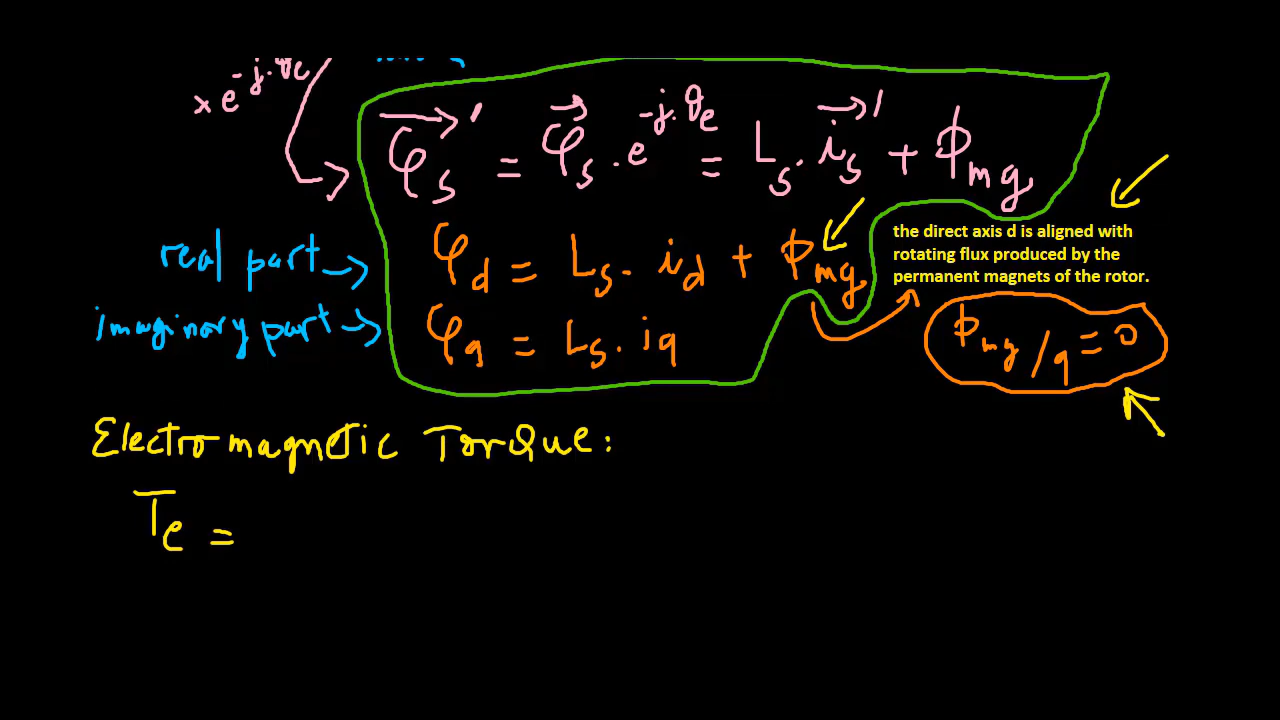 × e^{-j.θe}
φs' = φs . e^{-j.θe} = Ls . is' + φmg
real part → φd = Ls . id + φmg
the direct axis d is aligned with
rotating flux produced by the
permanent magnets of the rotor.
imaginory part → φq = Ls . iq
φmg/q = 0
Electromagnetic Torque:
Te =